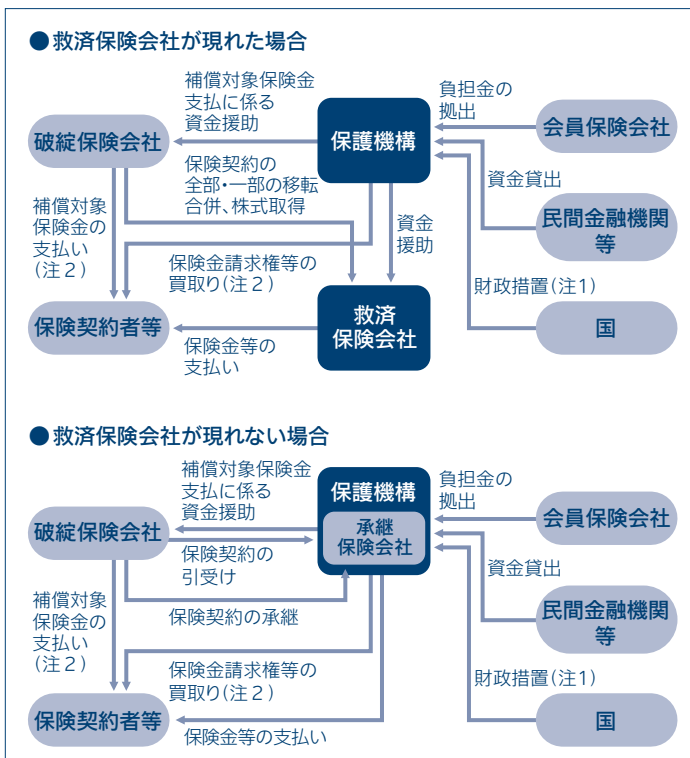 ●救済保険会社が現れた場合
補償対象保険金
支払に係る
資金援助
負担金の
拠出
破綻保険会社
保護機構
会員保険会社
保険契約の
全部・一部の移転
合併、株式取得
資金貸出
補償対象
保険金の
支払い
(注2)
資金
援助
民間金融機関
等
保険金請求権等の
買取り(注2)
財政措置(注1)
保険契約者等
救済
保険会社
国
保険金等の
支払い
●救済保険会社が現れない場合
補償対象保険金
支払に係る
資金援助
負担金の
拠出
保護機構
承継
保険会社
破綻保険会社
会員保険会社
保険契約の
引受け
資金貸出
補償対象
保険金の
支払い
(注2)
保険契約の承継
民間金融機関
等
保険金請求権等の
買取り(注2)
財政措置(注1)
保険契約者等
国
保険金等の支払い